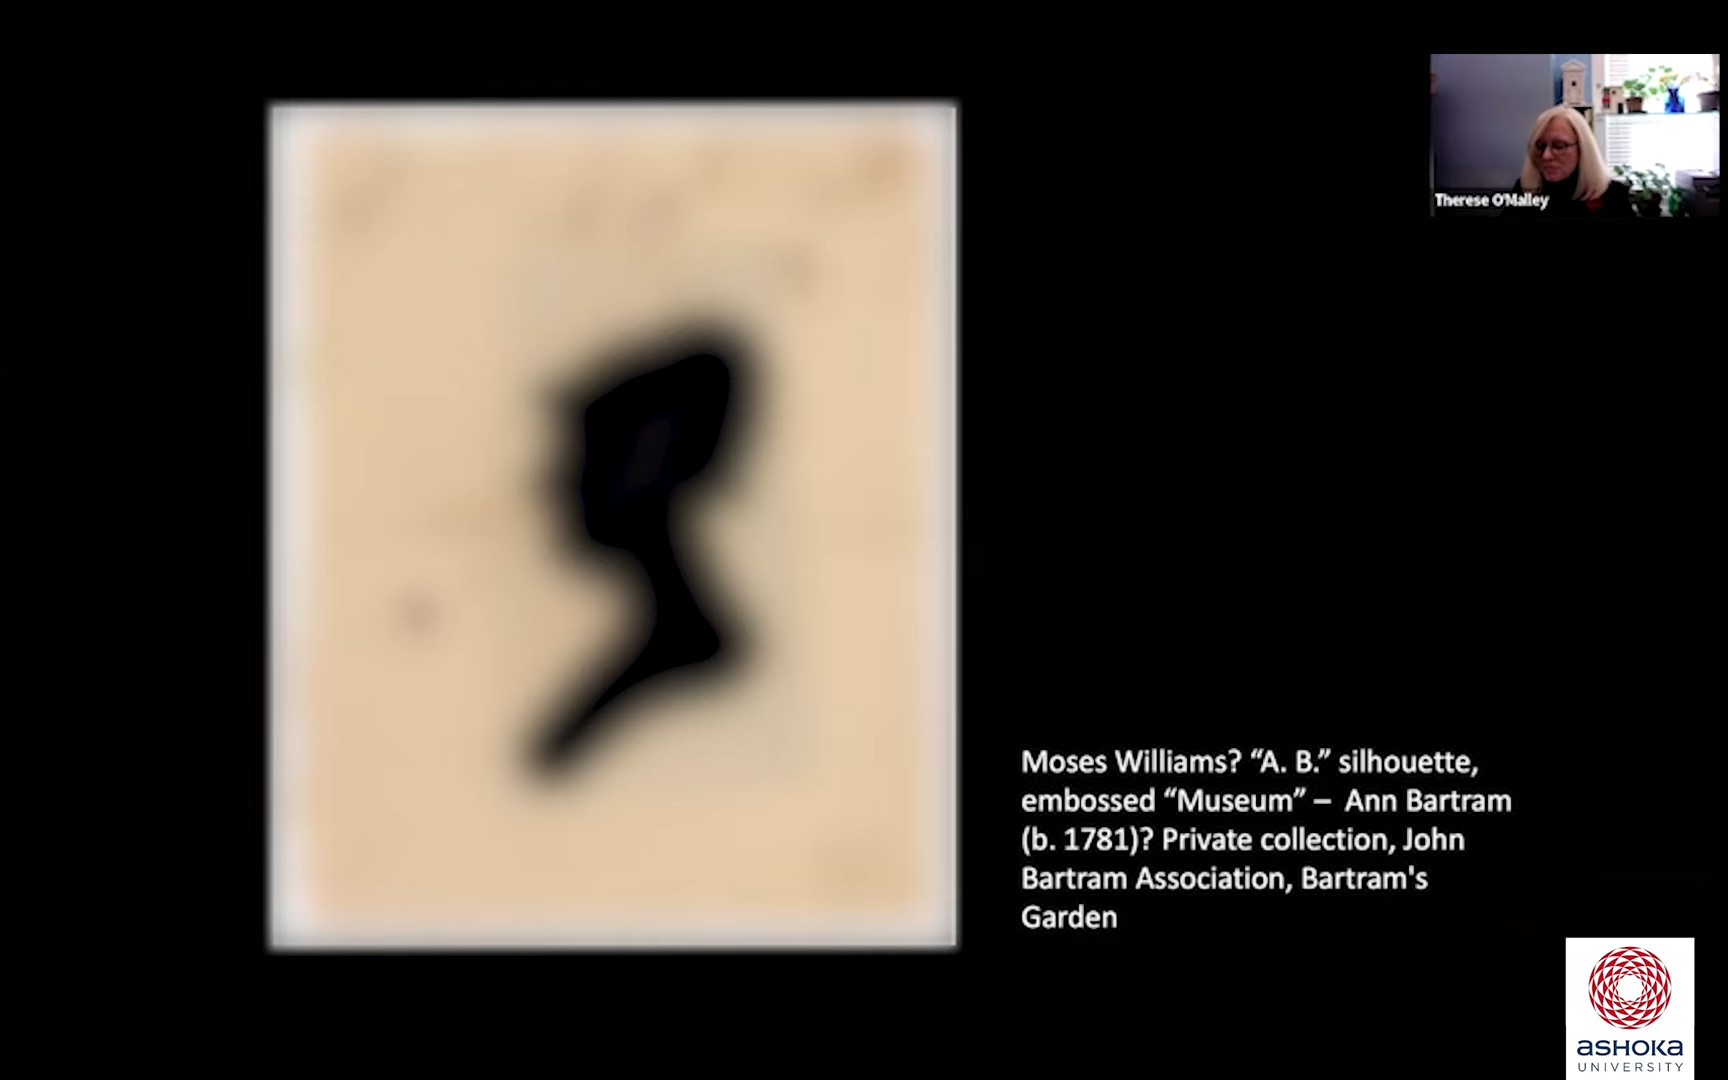 Therese O'Malley
Moses Williams? “A. B.” silhouette,
embossed “Museum” – Ann Bartram
(b. 1781)? Private collection, John
Bartram Association, Bartram's
Garden
ASHOKA
UNIVERSITY